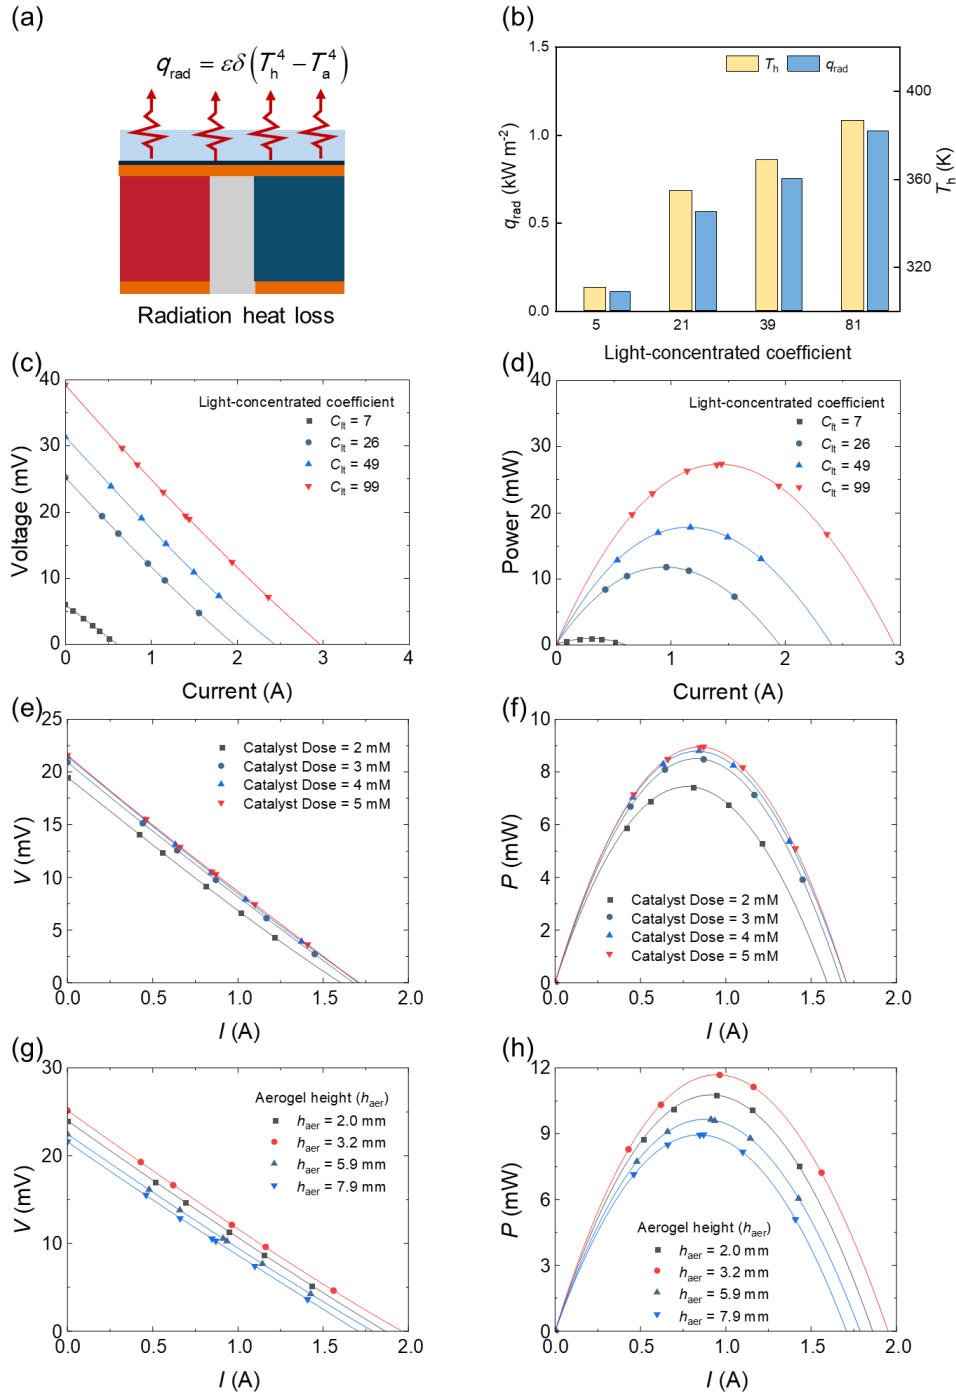 (a)
q_rad = εδ(T_h^4 − T_a^4)
Radiation heat loss
(b)
1.5
1.0
0.5
0.0
q_rad (kW m^-2)
T_h
q_rad
400
360
320
T_h (K)
5 21 39 81
Light-concentrated coefficient
(c)
40
30
20
10
0
Voltage (mV)
Light-concentrated coefficient
C_lt = 7
C_lt = 26
C_lt = 49
C_lt = 99
0 1 2 3 4
Current (A)
(d)
40
30
20
10
0
Power (mW)
Light-concentrated coefficient
C_lt = 7
C_lt = 26
C_lt = 49
C_lt = 99
0 1 2 3
Current (A)
(e)
25
20
15
10
5
0
V (mV)
Catalyst Dose = 2 mM
Catalyst Dose = 3 mM
Catalyst Dose = 4 mM
Catalyst Dose = 5 mM
0.0 0.5 1.0 1.5 2.0
I (A)
(f)
10
8
6
4
2
0
P (mW)
Catalyst Dose = 2 mM
Catalyst Dose = 3 mM
Catalyst Dose = 4 mM
Catalyst Dose = 5 mM
0.0 0.5 1.0 1.5 2.0
I (A)
(g)
30
20
10
0
V (mV)
Aerogel height (h_aer)
h_aer = 2.0 mm
h_aer = 3.2 mm
h_aer = 5.9 mm
h_aer = 7.9 mm
0.0 0.5 1.0 1.5 2.0
I (A)
(h)
12
9
6
3
0
P (mW)
Aerogel height (h_aer)
h_aer = 2.0 mm
h_aer = 3.2 mm
h_aer = 5.9 mm
h_aer = 7.9 mm
0.0 0.5 1.0 1.5 2.0
I (A)